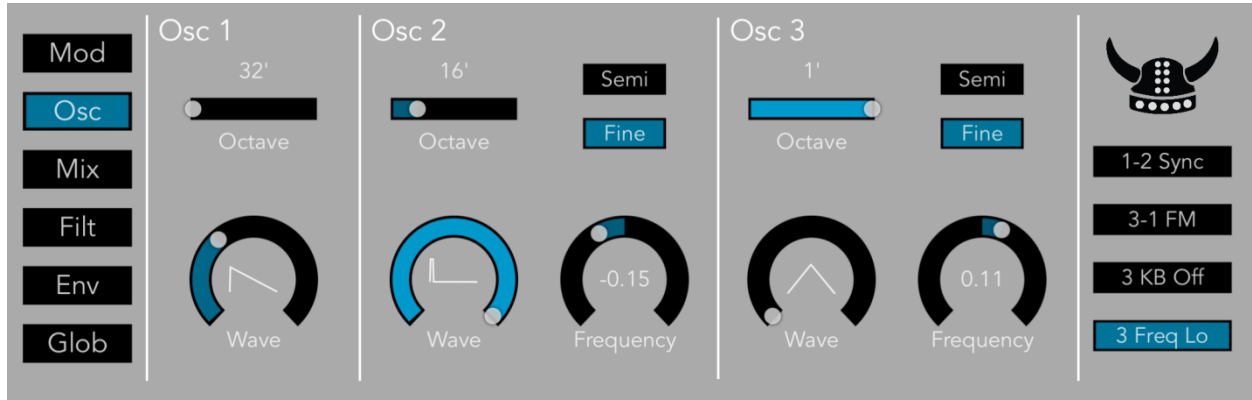 Mod
Osc
Mix
Filt
Env
Glob
Osc 1
32'
Octave
Wave
Osc 2
16'
Octave
Semi
Fine
Wave
-0.15
Frequency
Osc 3
1'
Octave
Semi
Fine
Wave
0.11
Frequency
1-2 Sync
3-1 FM
3 KB Off
3 Freq Lo